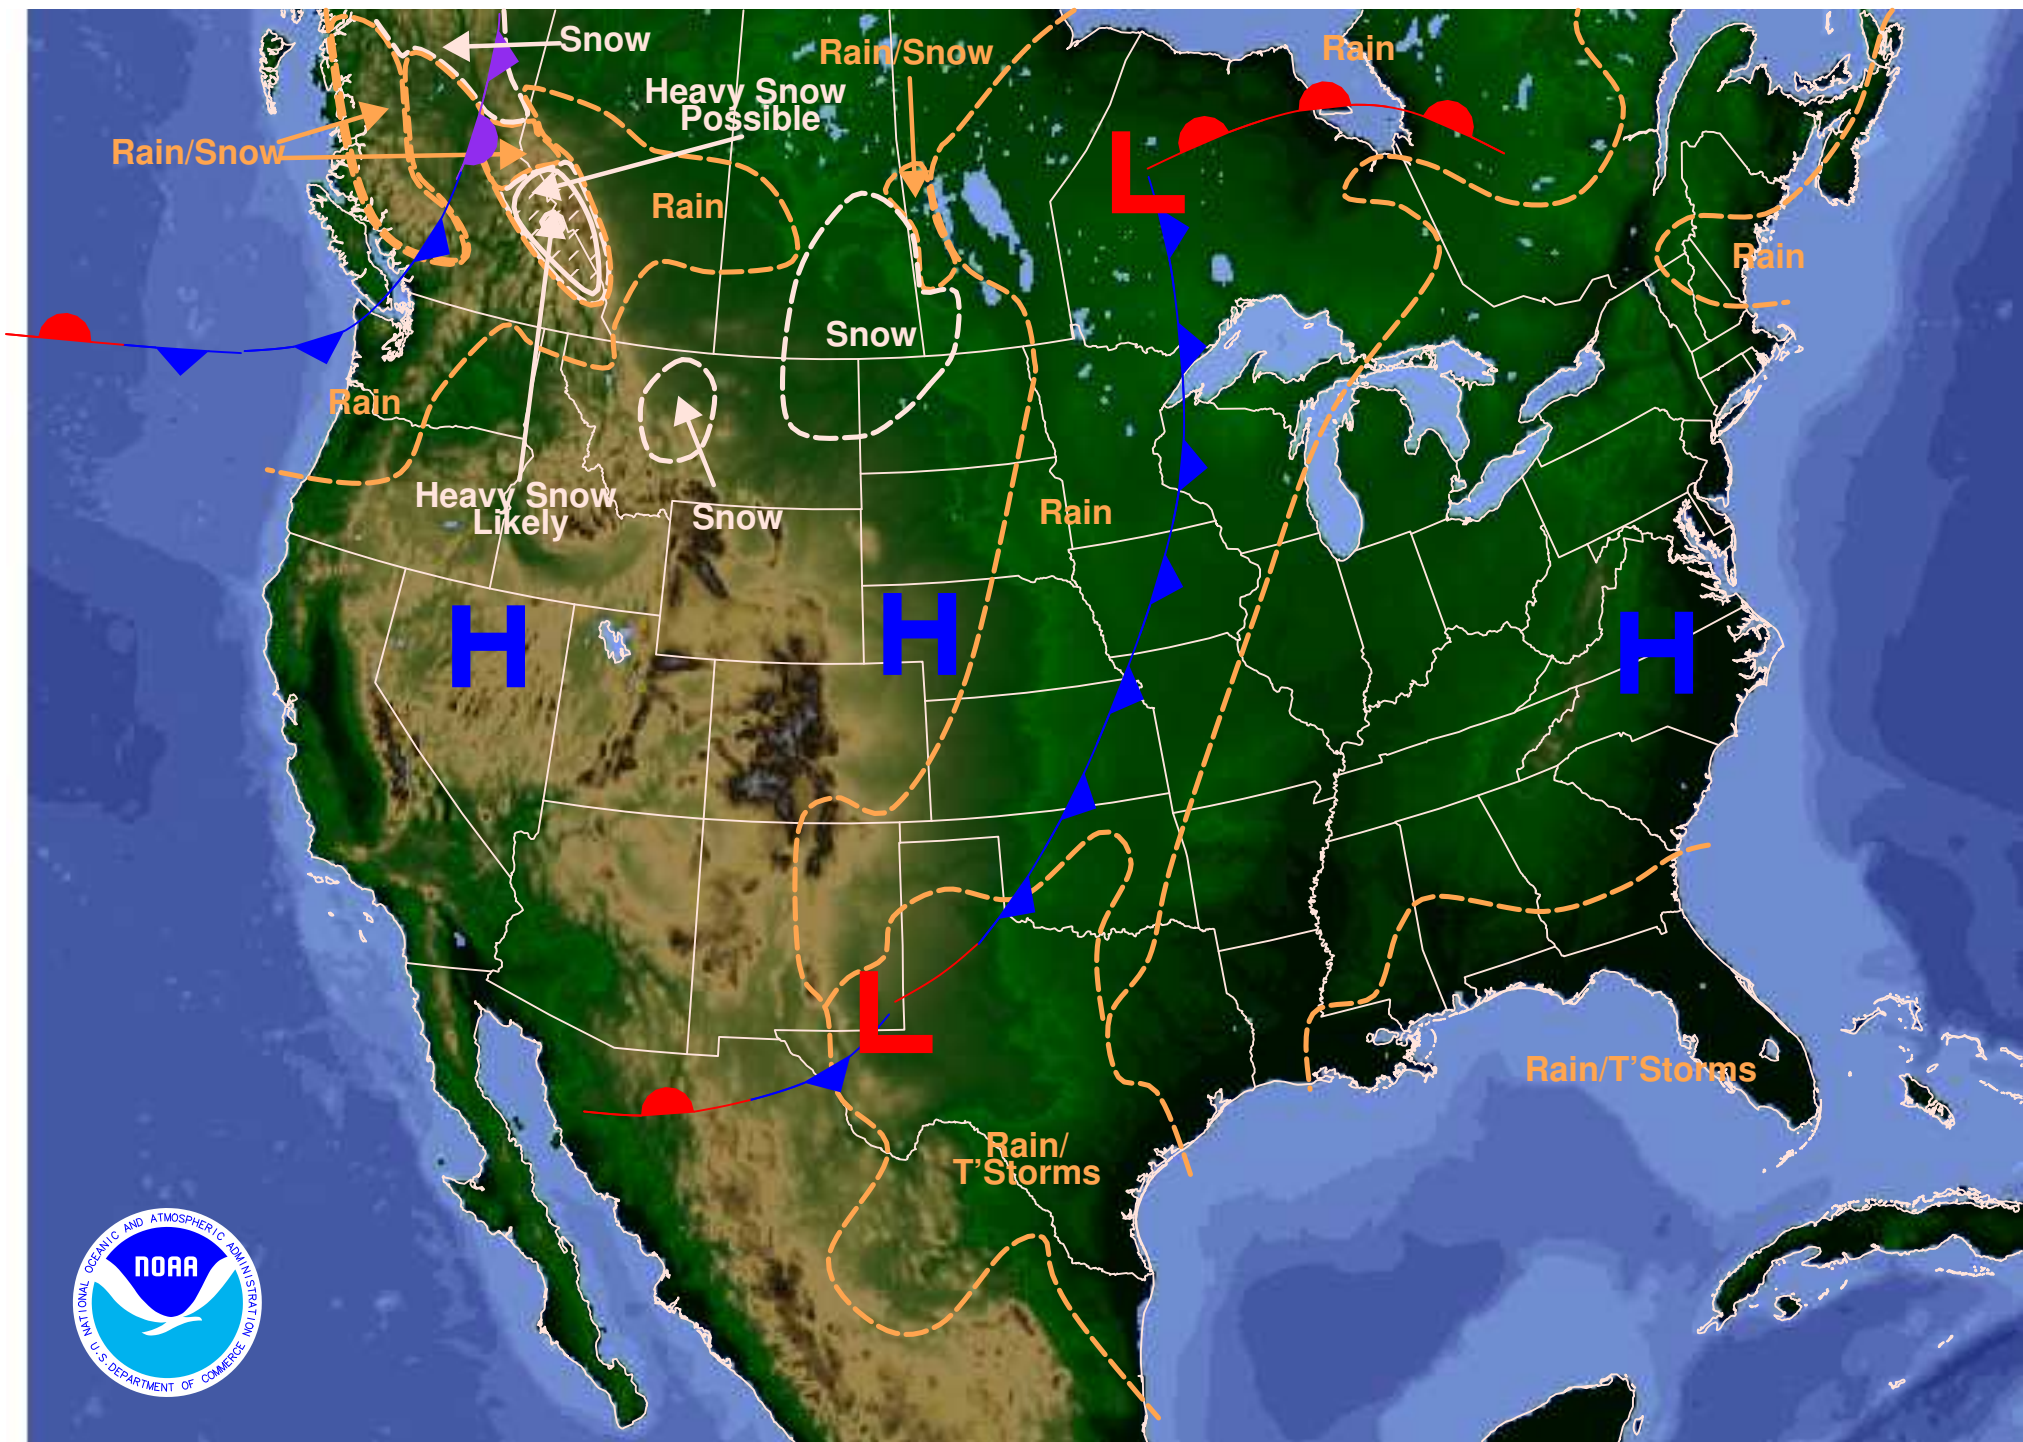 Snow
Rain/Snow
Rain
Heavy Snow
Possible
Rain/Snow
Rain
Rain
Snow
Rain
Heavy Snow
Likely
Snow
Rain
H
H
H
L
L
Rain/T'Storms
Rain/
T'Storms
NOAA
NATIONAL OCEANIC AND ATMOSPHERIC ADMINISTRATION
U.S. DEPARTMENT OF COMMERCE